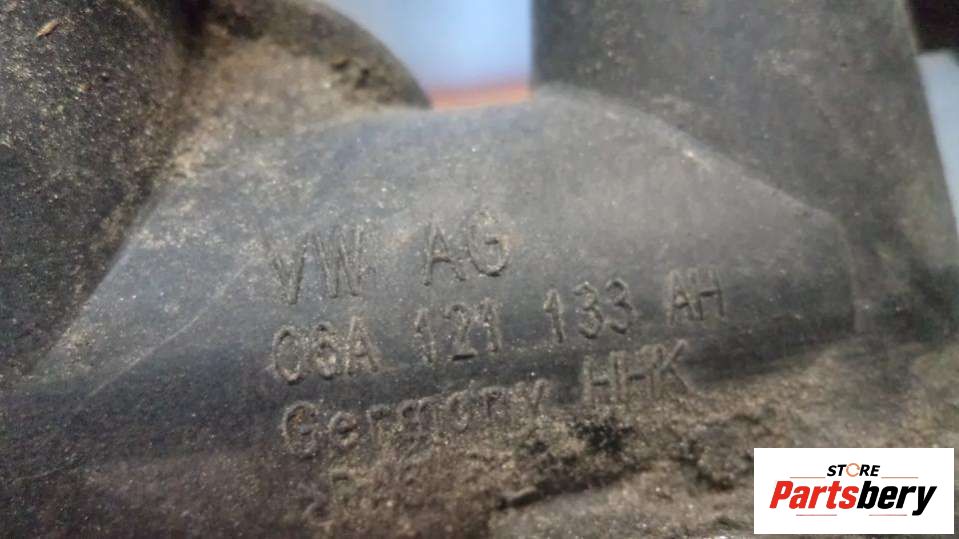 VW AG
06A 121 133 AH
Germany HHK
STORE
Partsbery